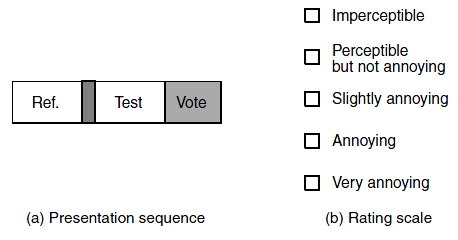 Ref.
Test
Vote
(a) Presentation sequence
Imperceptible
Perceptible
but not annoying
Slightly annoying
Annoying
Very annoying
(b) Rating scale